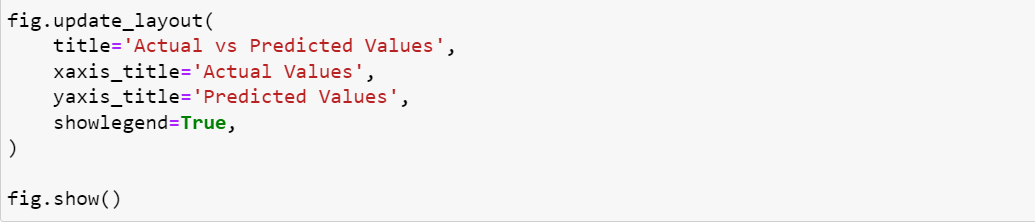 fig.update_layout(
    title='Actual vs Predicted Values',
    xaxis_title='Actual Values',
    yaxis_title='Predicted Values',
    showlegend=True,
)

fig.show()